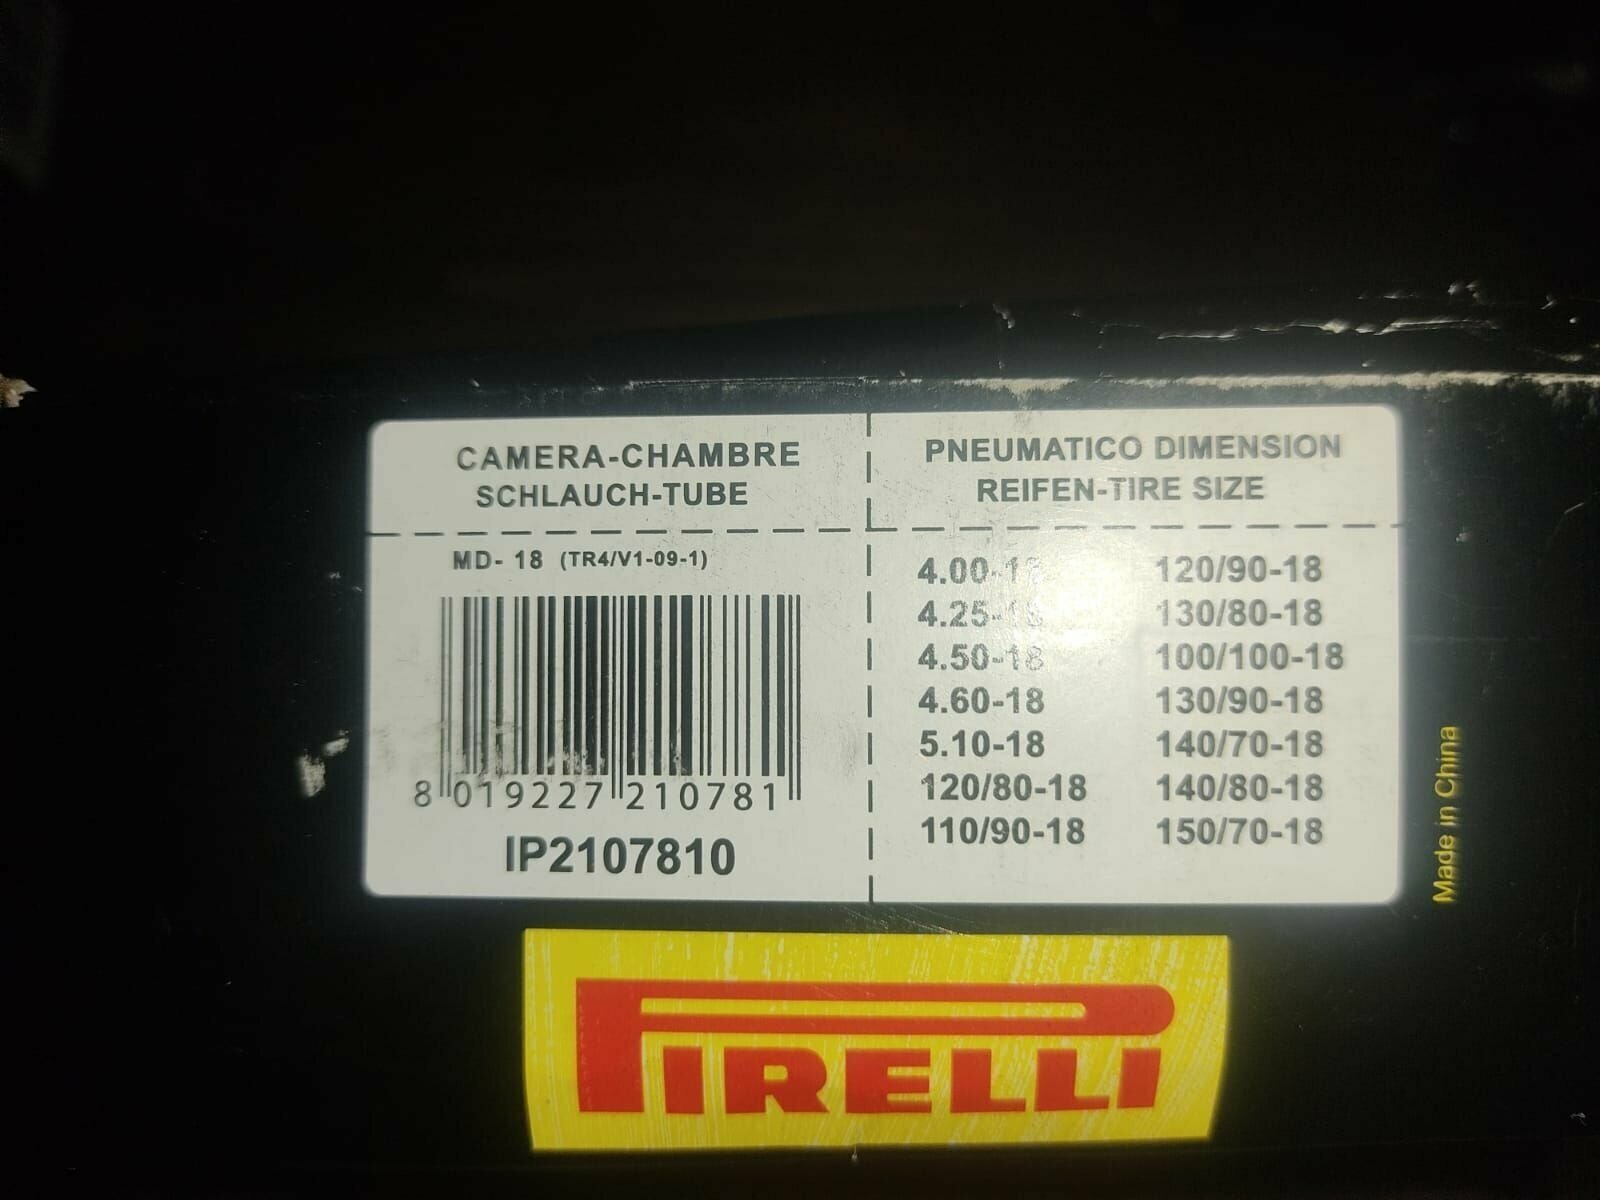 CAMERA-CHAMBRE
SCHLAUCH-TUBE
MD- 18 (TR4/V1-09-1)
8 019227 210781
IP2107810
PNEUMATICO DIMENSION
REIFEN-TIRE SIZE
4.00-18 120/90-18
4.25-18 130/80-18
4.50-18 100/100-18
4.60-18 130/90-18
5.10-18 140/70-18
120/80-18 140/80-18
110/90-18 150/70-18
Made in China
PIRELLI